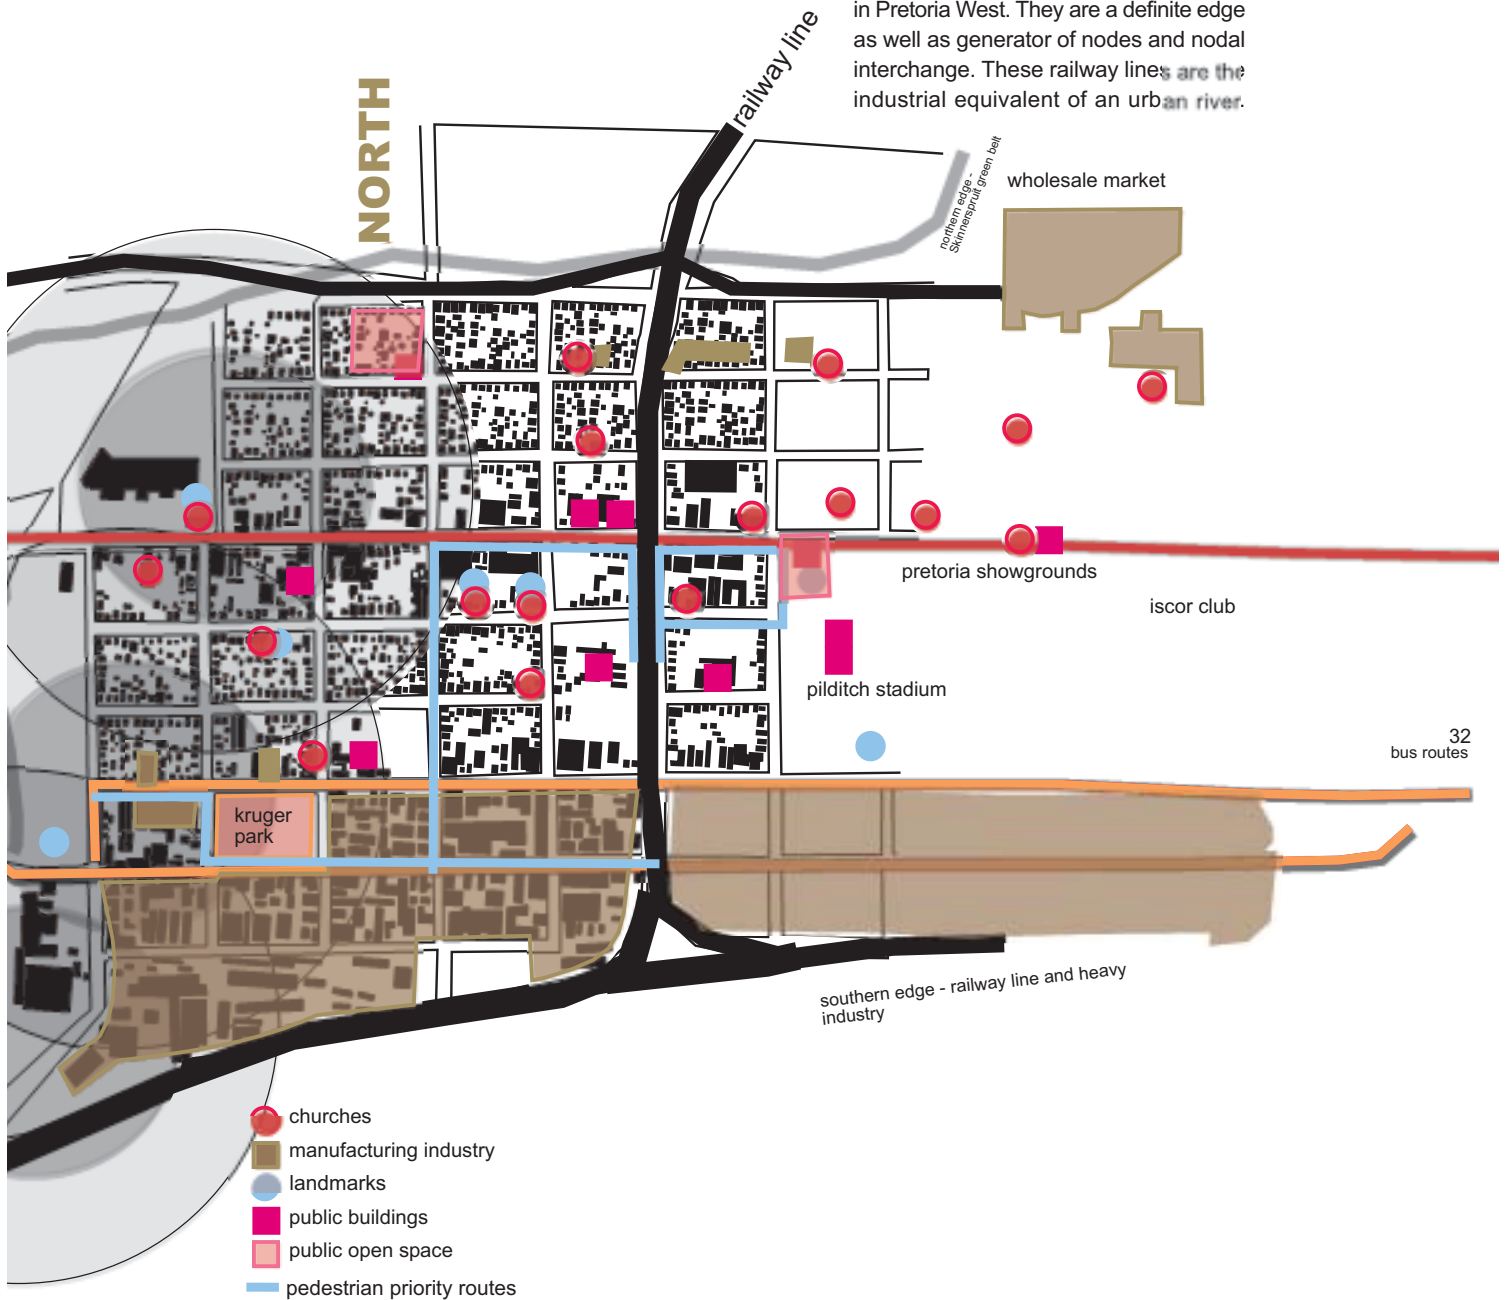 in Pretoria West. They are a definite edge
as well as generator of nodes and nodal
interchange. These railway lines are the
industrial equivalent of an urban river.
railway line
NORTH
northern edge -
Skinnerspruit green belt
wholesale market
pretoria showgrounds
iscor club
pilditch stadium
32
bus routes
kruger
park
southern edge - railway line and heavy
industry
churches
manufacturing industry
landmarks
public buildings
public open space
pedestrian priority routes